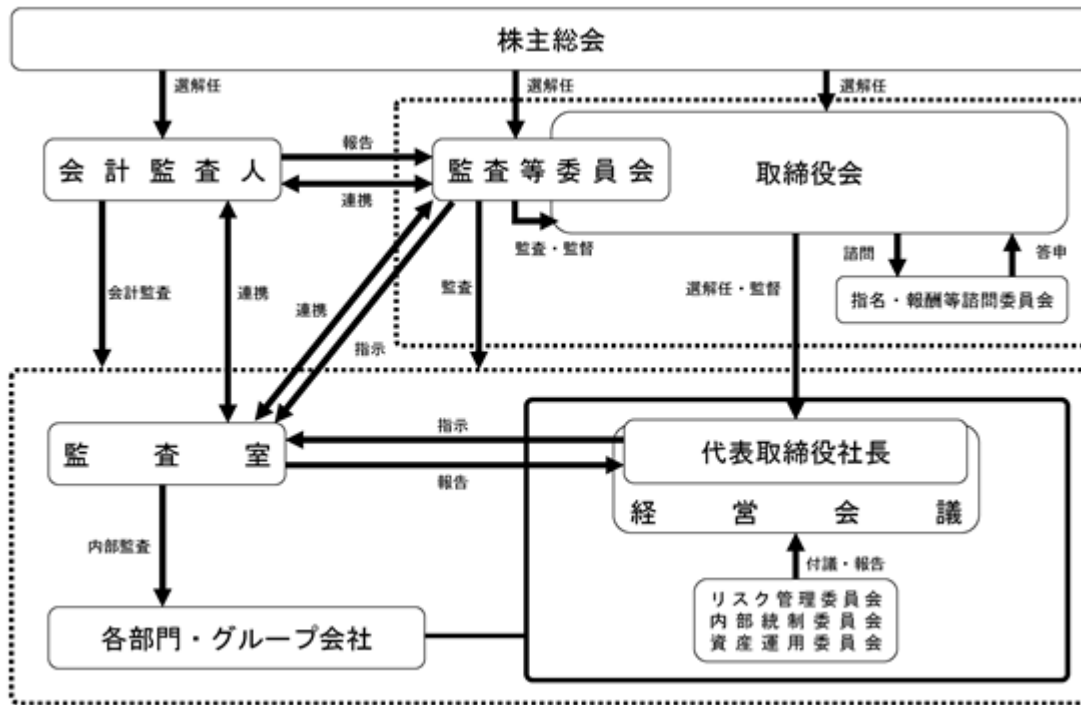 株主総会
選解任
選解任
選解任
会計監査人
報告
連携
監査等委員会
取締役会
監査・監督
諮問
答申
指名・報酬等諮問委員会
会計監査
連携
連携
指示
監査
選解任・監督
監査室
指示
報告
代表取締役社長
経営会議
内部監査
付議・報告
リスク管理委員会
内部統制委員会
資産運用委員会
各部門・グループ会社